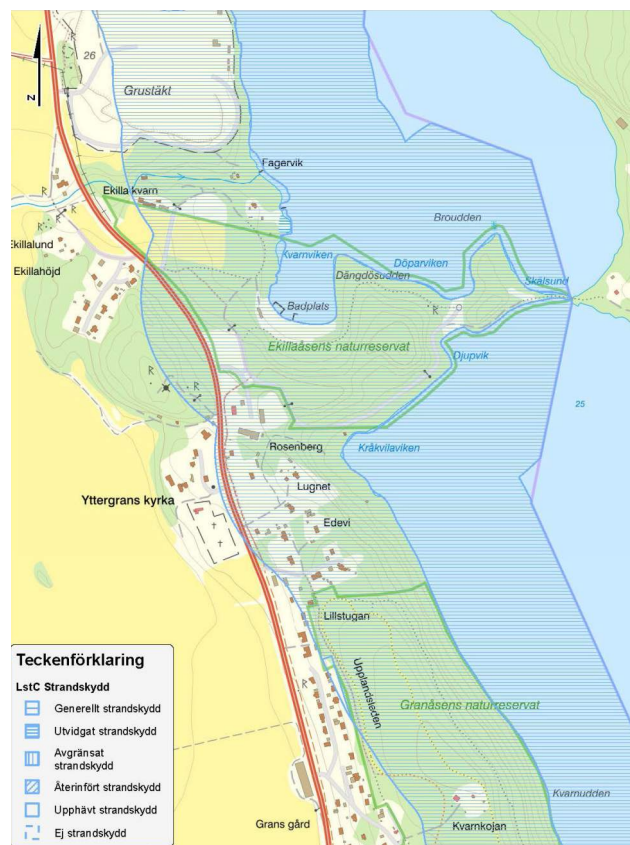 26
Grustäkt
N
Fagervik
Ekilla kvarn
Broudden
Ekillalund
Kvarnviken
Döparviken
Ekillahöjd
Dängdösudden
Skalsund
Badplats
R
Ekillaåsens naturreservat
Djupvik
25
R
R
Rosenberg
Kråkvilaviken
Lugnet
Yttergrans kyrka
Edevi
Lillstugan
Teckenförklaring
LstC Strandskydd
Generellt strandskydd
Utvidgat strandskydd
Avgränsat
strandskydd
Återinfört strandskydd
Upphävt strandskydd
Ej strandskydd
R
Upplandsleden
Granåsens naturreservat
Kvarnudden
Grans gård
Kvarnkojan